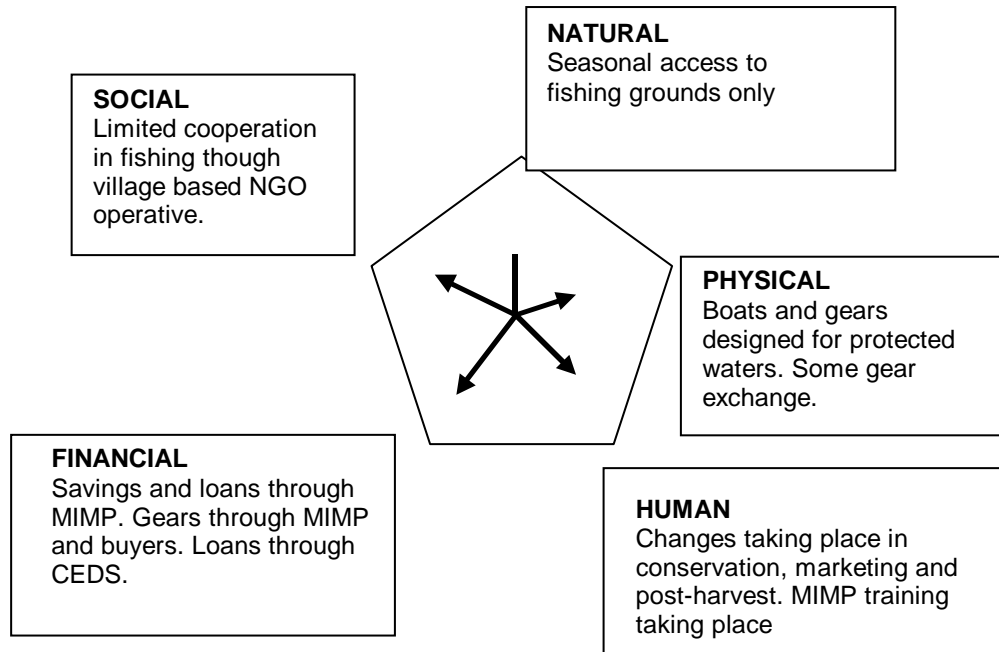 NATURAL
Seasonal access to
fishing grounds only
SOCIAL
Limited cooperation
in fishing though
village based NGO
operative.
PHYSICAL
Boats and gears
designed for protected
waters. Some gear
exchange.
FINANCIAL
Savings and loans through
MIMP. Gears through MIMP
and buyers. Loans through
CEDS.
HUMAN
Changes taking place in
conservation, marketing and
post-harvest. MIMP training
taking place